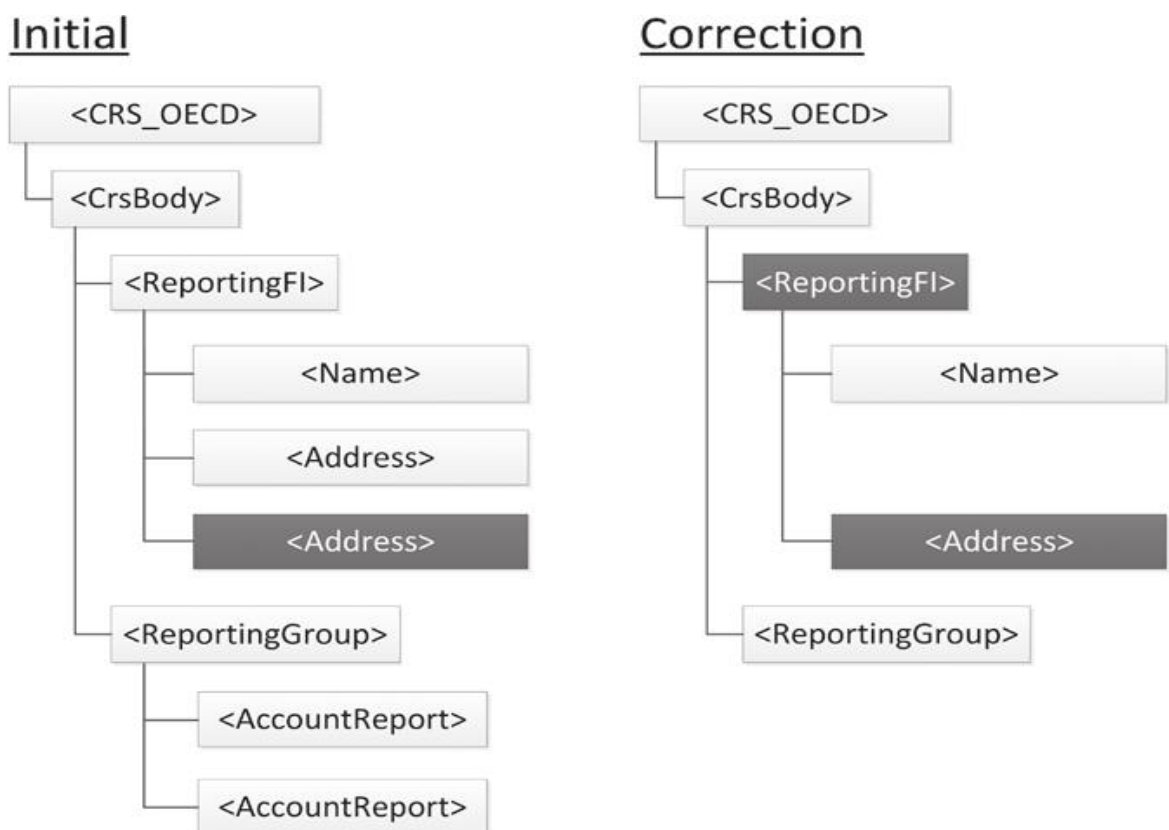 Initial
<CRS_OECD>
<CrsBody>
<ReportingFI>
<Name>
<Address>
<Address>
<ReportingGroup>
<AccountReport>
<AccountReport>
Correction
<CRS_OECD>
<CrsBody>
<ReportingFI>
<Name>
<Address>
<ReportingGroup>